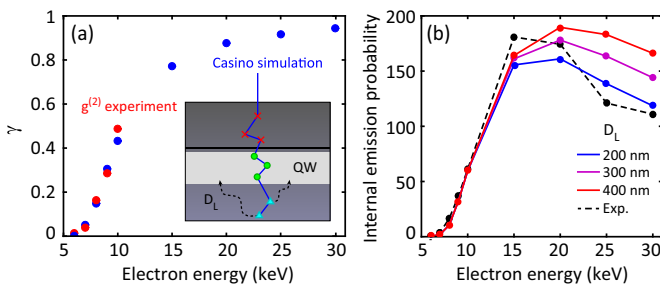 (a)
Casino simulation
g(2) experiment
QW
DL
γ
1
0.8
0.6
0.4
0.2
0
5
10
15
20
25
30
Electron energy (keV)
(b)
Internal emission probability
200
150
100
50
0
DL
200 nm
300 nm
400 nm
Exp.
5
10
15
20
25
30
Electron energy (keV)